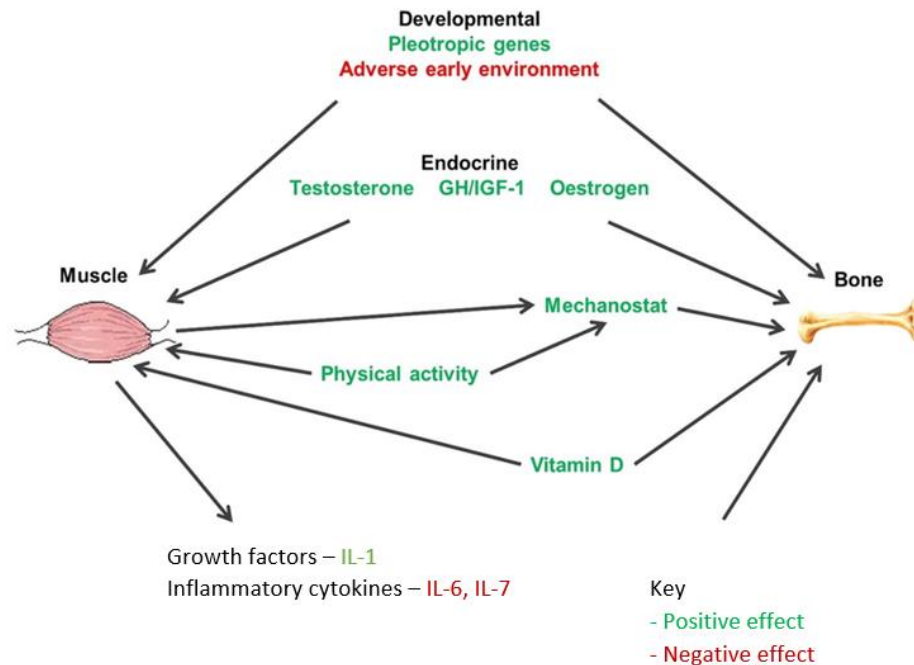 Developmental
Pleotropic genes
Adverse early environment
Endocrine
Testosterone GH/IGF-1 Oestrogen
Muscle
Bone
Mechanostat
Physical activity
Vitamin D
Growth factors – IL-1
Inflammatory cytokines – IL-6, IL-7
Key
- Positive effect
- Negative effect